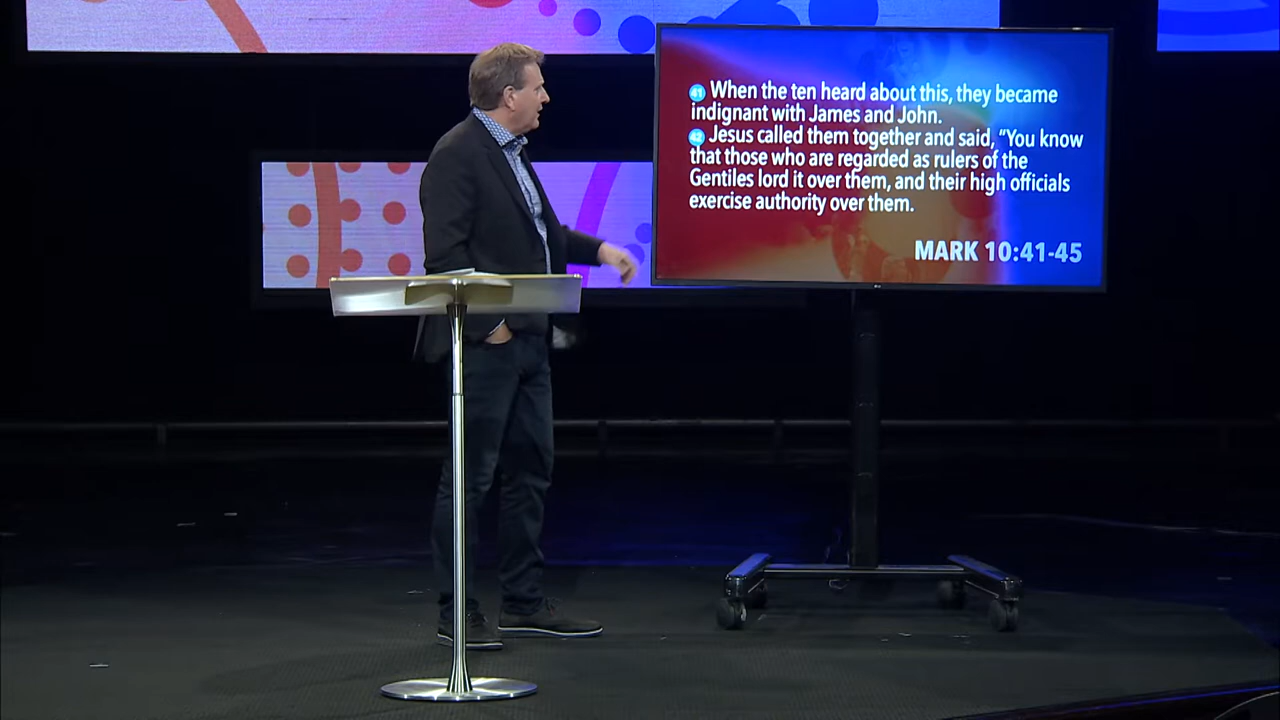 41 When the ten heard about this, they became
indignant with James and John.
42 Jesus called them together and said, “You know
that those who are regarded as rulers of the
Gentiles lord it over them, and their high officials
exercise authority over them.
MARK 10:41-45